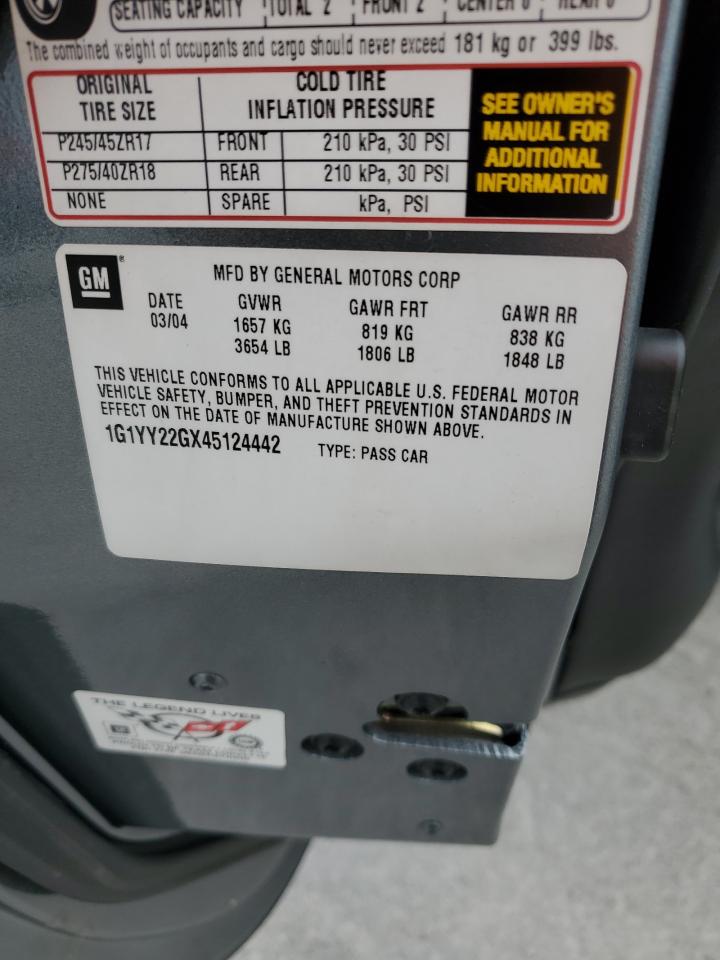 SEATING CAPACITY TOTAL 2 FRONT 2 CENTER 0 REAR 0
The combined weight of occupants and cargo should never exceed 181 kg or 399 lbs.
ORIGINAL TIRE SIZE
COLD TIRE INFLATION PRESSURE
P245/45ZR17 FRONT 210 kPa, 30 PSI
P275/40ZR18 REAR 210 kPa, 30 PSI
NONE SPARE kPa, PSI
SEE OWNER'S
MANUAL FOR
ADDITIONAL
INFORMATION
GM®
MFD BY GENERAL MOTORS CORP
DATE GVWR GAWR FRT GAWR RR
03/04 1657 KG 819 KG 838 KG
3654 LB 1806 LB 1848 LB
THIS VEHICLE CONFORMS TO ALL APPLICABLE U.S. FEDERAL MOTOR
VEHICLE SAFETY, BUMPER, AND THEFT PREVENTION STANDARDS IN
EFFECT ON THE DATE OF MANUFACTURE SHOWN ABOVE.
1G1YY22GX45124442 TYPE: PASS CAR
THE LEGEND LIVES